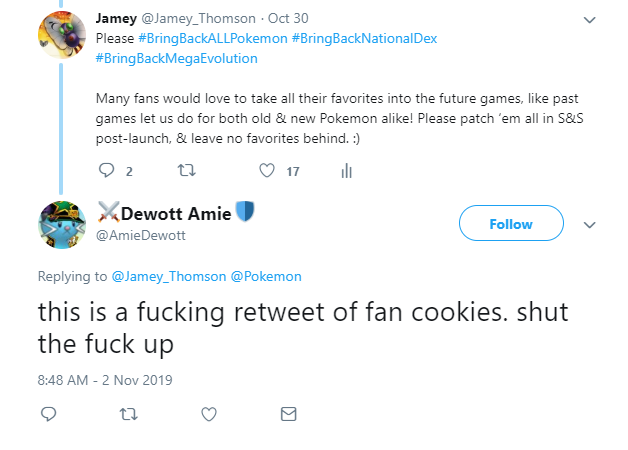 Jamey @Jamey_Thomson · Oct 30
Please #BringBackALLPokemon #BringBackNationalDex
#BringBackMegaEvolution
Many fans would love to take all their favorites into the future games, like past
games let us do for both old & new Pokemon alike! Please patch 'em all in S&S
post-launch, & leave no favorites behind. :)
2 17
⚔️Dewott Amie🛡️
Follow
@AmieDewott
Replying to @Jamey_Thomson @Pokemon
this is a fucking retweet of fan cookies. shut
the fuck up
8:48 AM - 2 Nov 2019